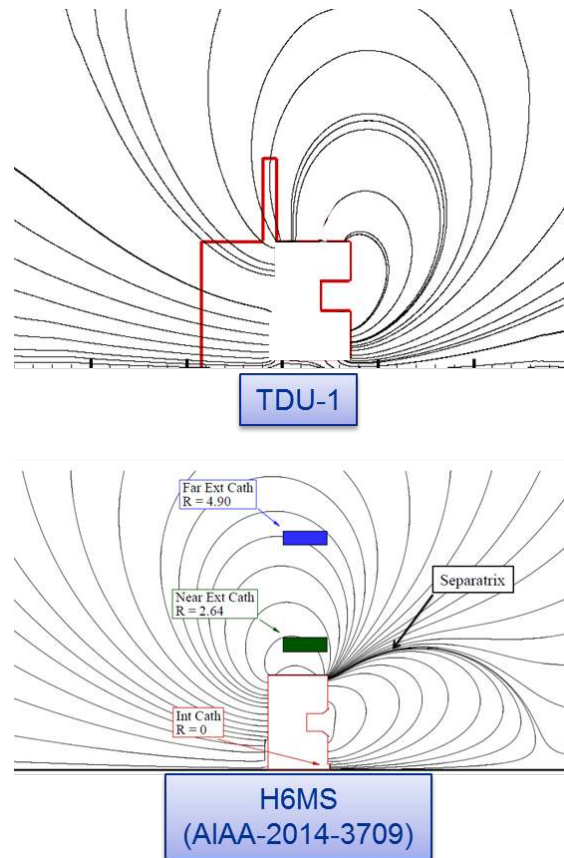 TDU-1
Far Ext Cath
R = 4.90
Separatrix
Near Ext Cath
R = 2.64
Int Cath
R = 0
H6MS
(AIAA-2014-3709)